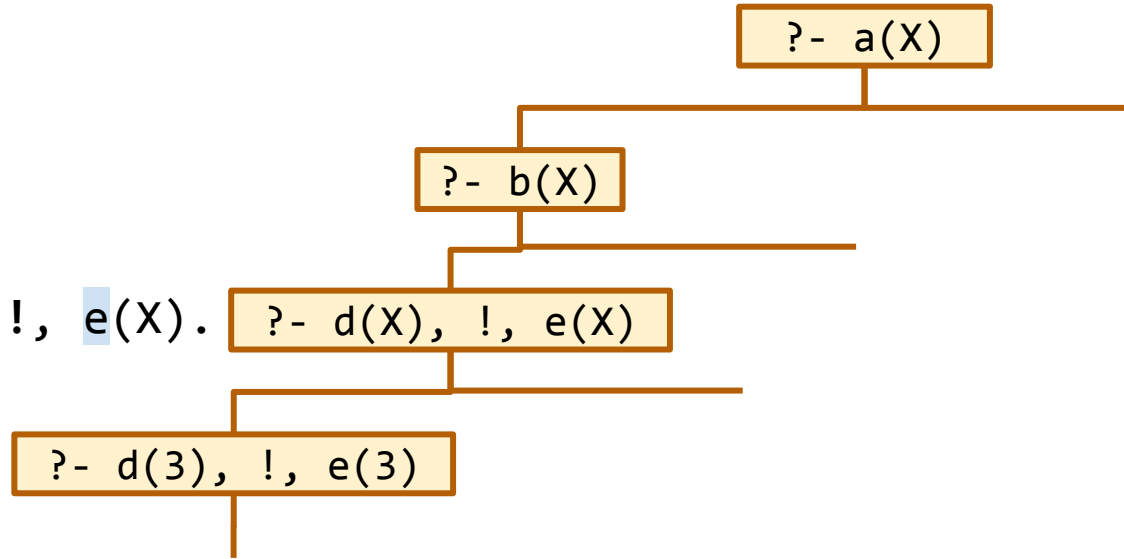 ?- a(X)
?- b(X)
!, e(X). ?- d(X), !, e(X)
?- d(3), !, e(3)